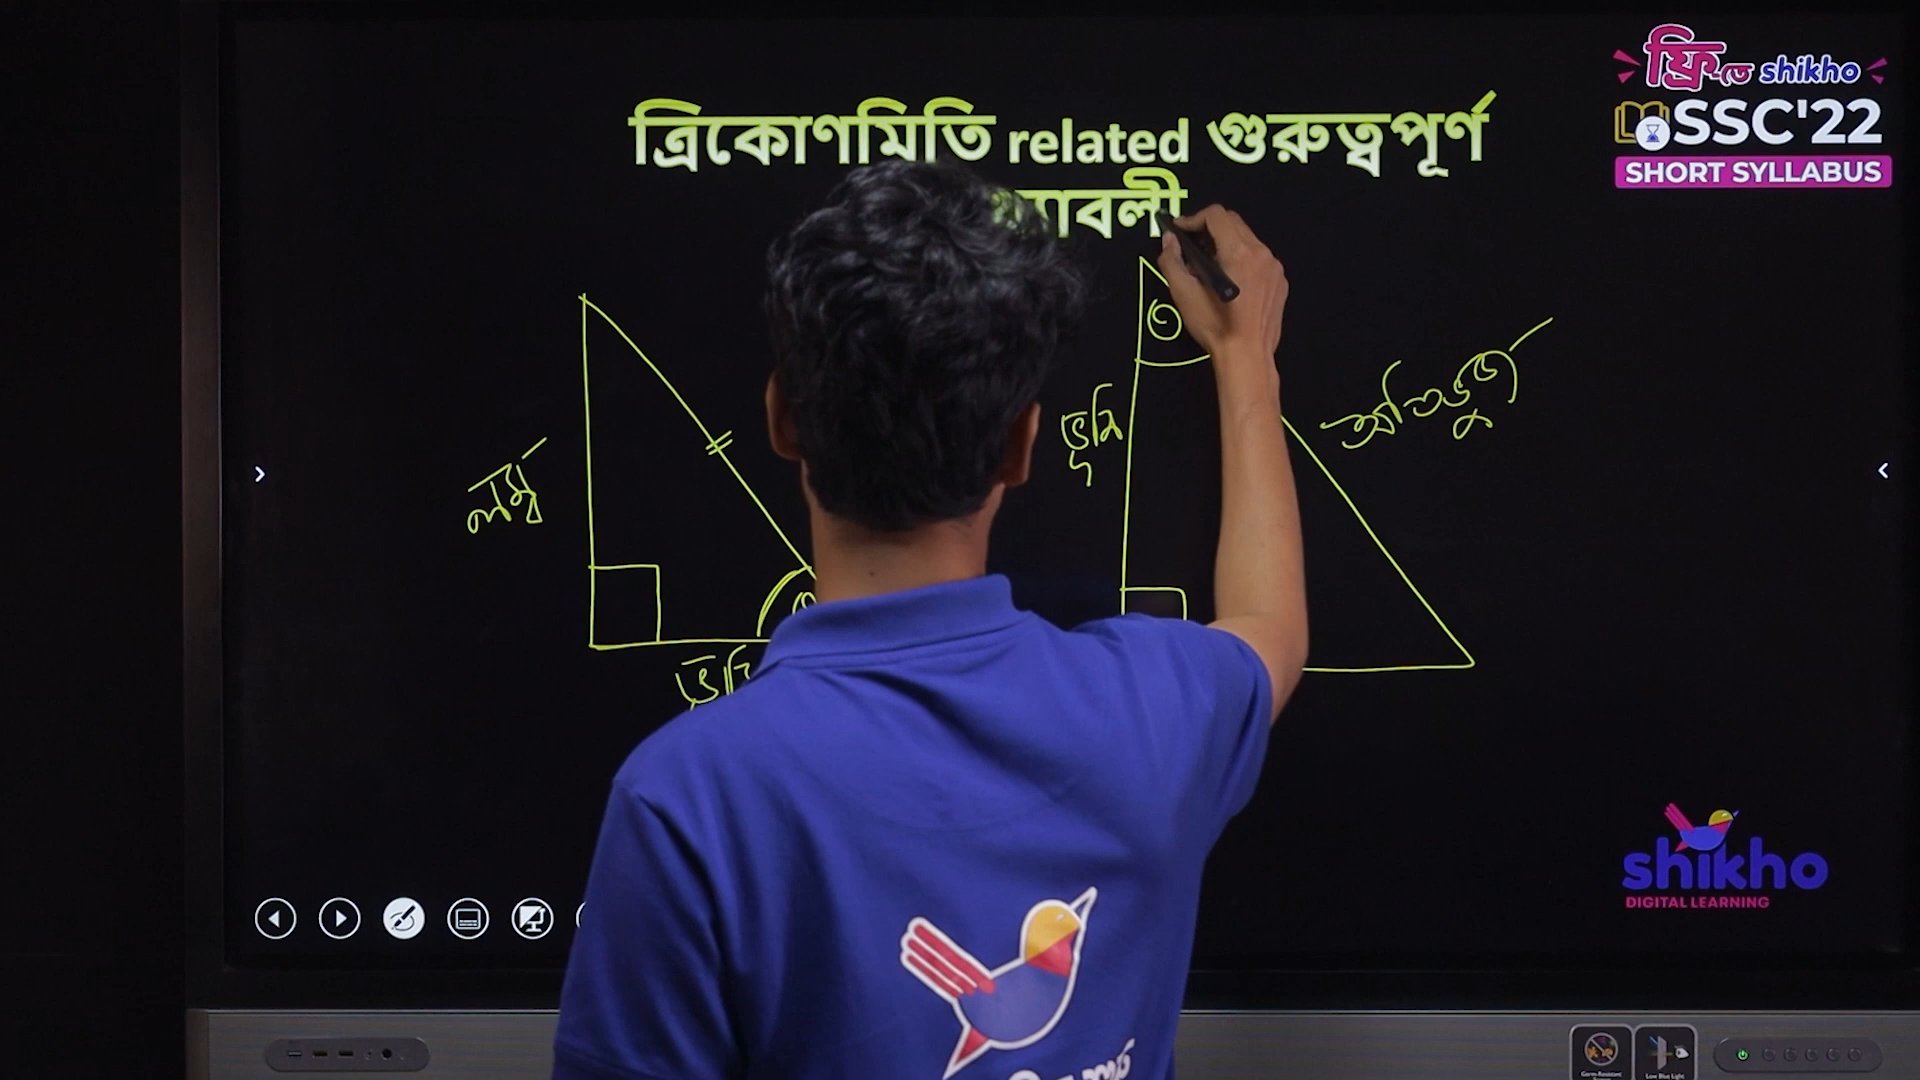 ফ্রি-তে shikho
SSC'22
SHORT SYLLABUS
ত্রিকোণমিতি related গুরুত্বপূর্ণ
ভূমি
অতিভুজ
লম্ব
shikho
DIGITAL LEARNING